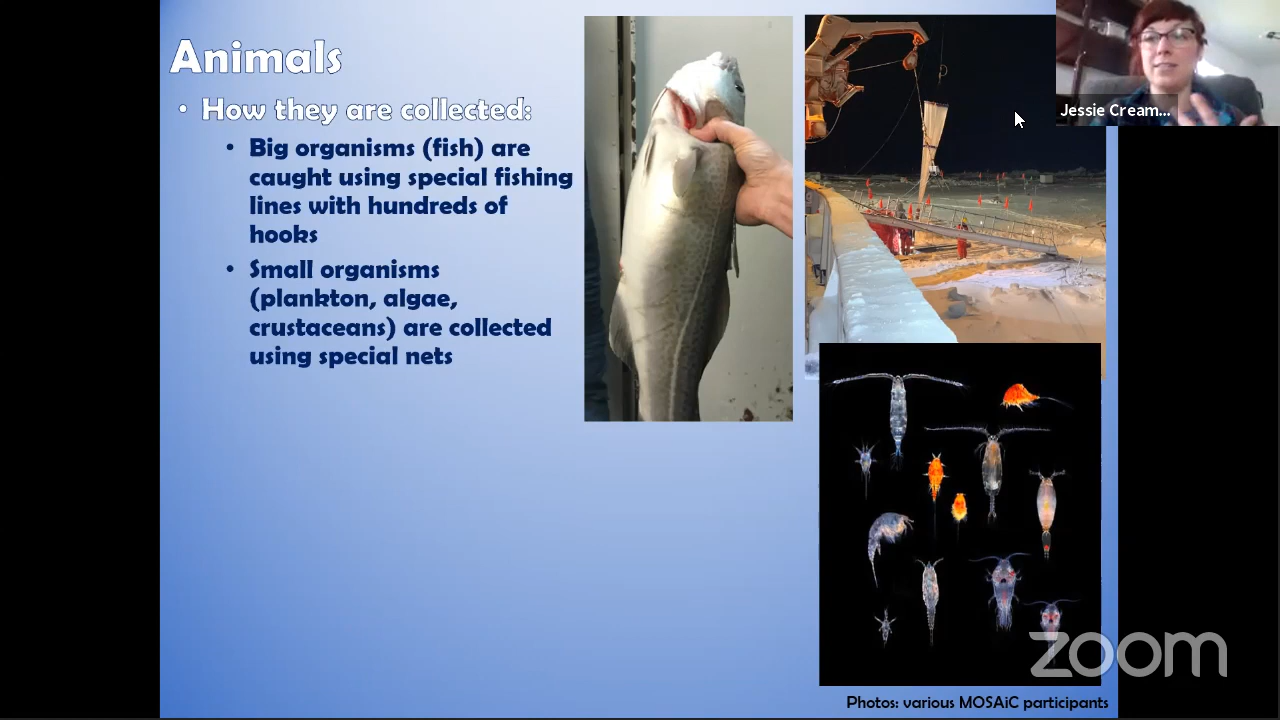 Animals
• How they are collected:
• Big organisms (fish) are
caught using special fishing
lines with hundreds of
hooks
• Small organisms
(plankton, algae,
crustaceans) are collected
using special nets
Jessie Cream...
zoom
Photos: various MOSAiC participants